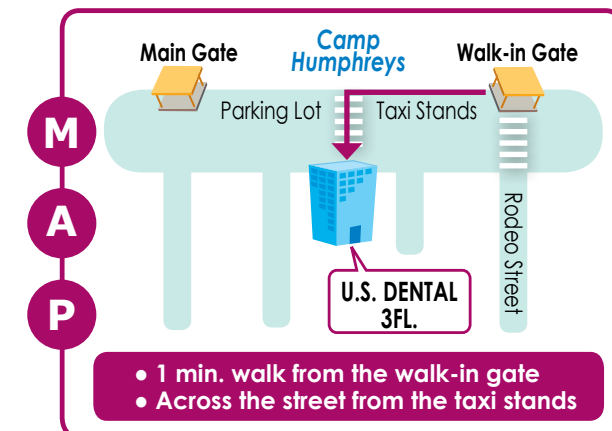 Main Gate
Camp
Humphreys
Walk-in Gate
Parking Lot
Taxi Stands
M
A
P
Rodeo Street
U.S. DENTAL
3FL.
● 1 min. walk from the walk-in gate
● Across the street from the taxi stands